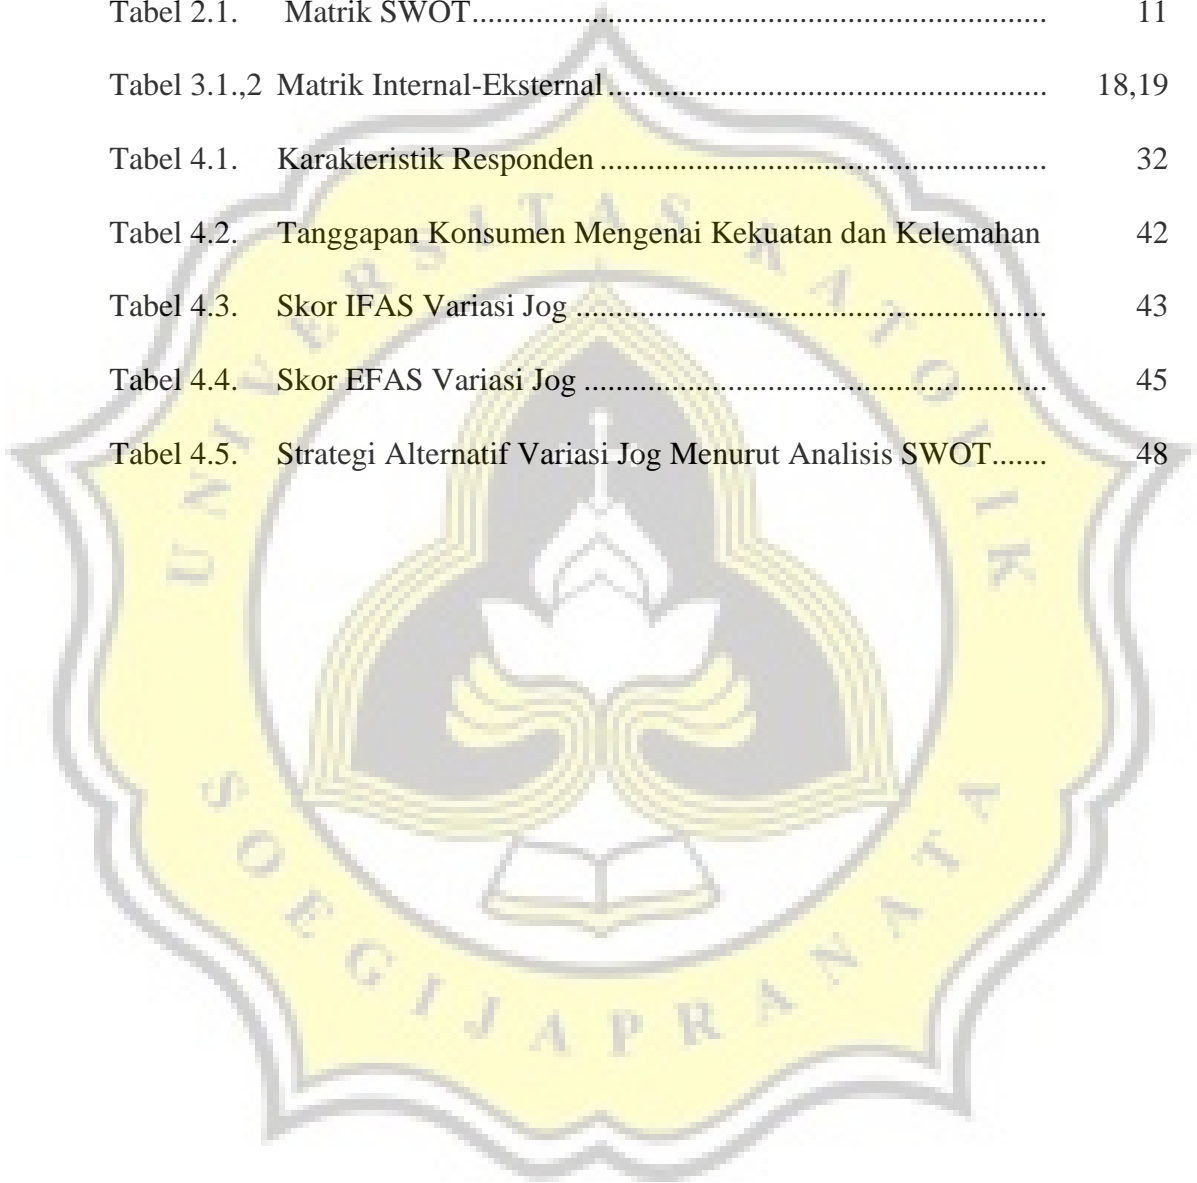 Tabel 2.1. Matrik SWOT.......................................................................... 11
Tabel 3.1.,2 Matrik Internal-Eksternal........................................................ 18,19
Tabel 4.1. Karakteristik Responden......................................................... 32
Tabel 4.2. Tanggapan Konsumen Mengenai Kekuatan dan Kelemahan 42
Tabel 4.3. Skor IFAS Variasi Jog ............................................................ 43
Tabel 4.4. Skor EFAS Variasi Jog ........................................................... 45
Tabel 4.5. Strategi Alternatif Variasi Jog Menurut Analisis SWOT....... 48
UNIVERSITAS KATOLIK
SOEGIJAPRANATA